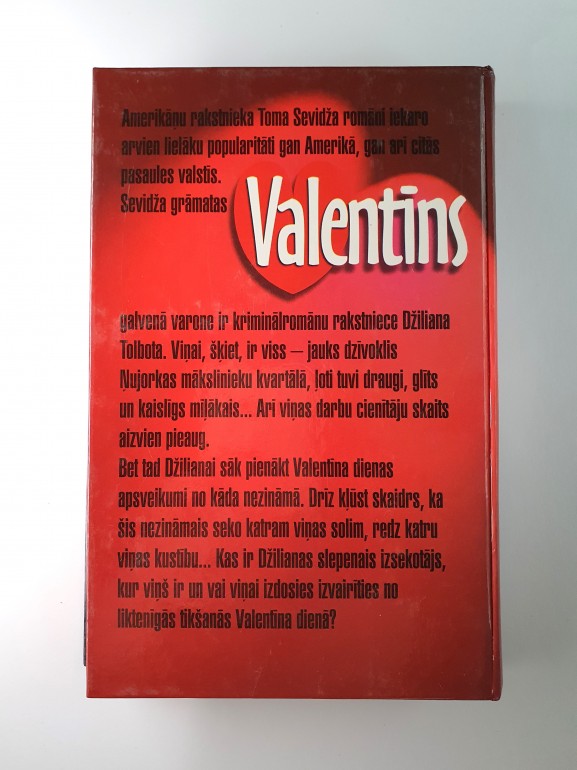 Amerikāņu rakstnieka Toma Sevidža romāni iekaro
arvien lielāku popularitāti gan Amerikā, gan arī citās
pasaules valstīs.
Sevidža grāmatas
Valentīns
galvenā varone ir kriminālromānu rakstniece Džiliana
Tolbota. Viņai, šķiet, ir viss – jauks dzīvoklis
Ņujorkas mākslinieku kvartālā, ļoti tuvi draugi, glīts
un kaislīgs mīļākais... Arī viņas darbu cienītāju skaits
aizvien pieaug.
Bet tad Džilianai sāk pienākt Valentīna dienas
apsveikumi no kāda nezināmā. Drīz kļūst skaidrs, ka
šis nezināmais seko katram viņas solim, redz katru
viņas kustību... Kas ir Džilianas slepenais izsekotājs,
kur viņš ir un vai viņai izdosies izvairīties no
liktenīgās tikšanās Valentīna dienā?